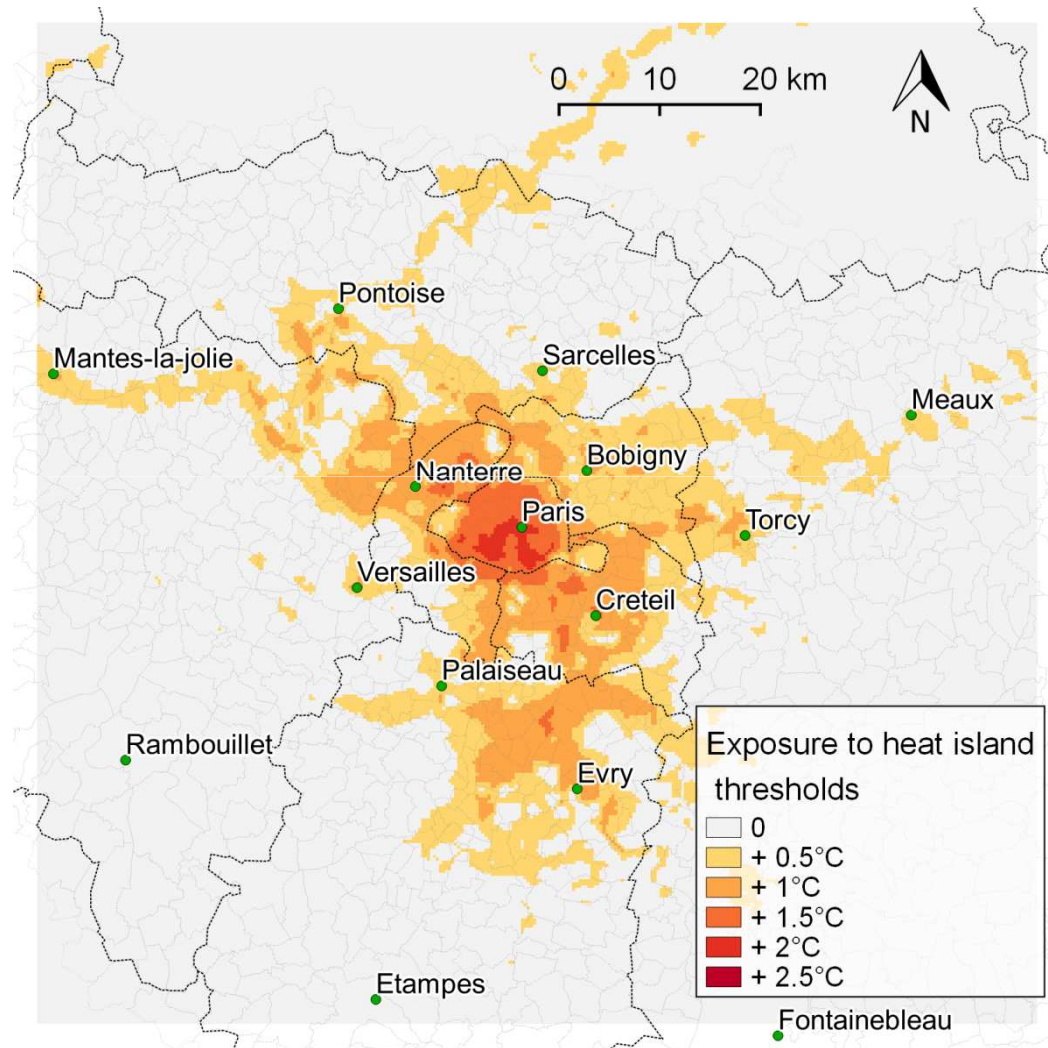 0 10 20 km
N
Pontoise
Mantes-la-jolie
Sarcelles
Meaux
Bobigny
Nanterre
Paris
Torcy
Versailles
Creteil
Palaiseau
Rambouillet
Evry
Etampes
Fontainebleau
Exposure to heat island
thresholds
0
+ 0.5°C
+ 1°C
+ 1.5°C
+ 2°C
+ 2.5°C